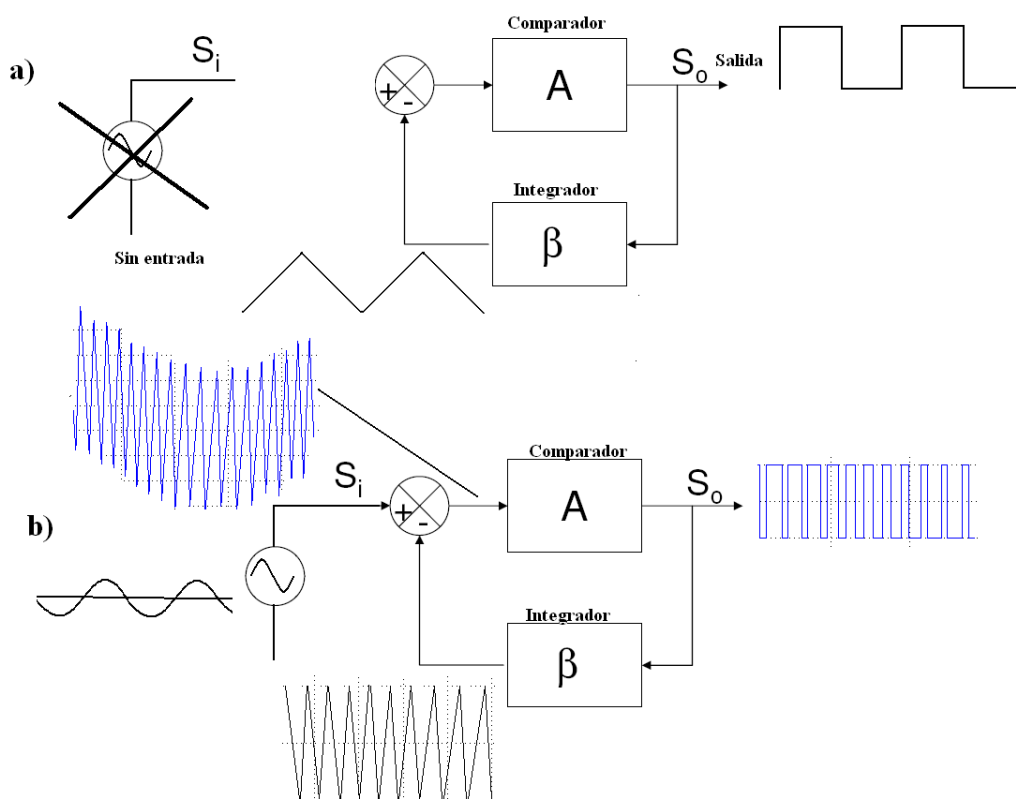 Comparador
a)
Si
+
-
A
So
Salida
Integrador
β
Sin entrada
Comparador
Si
+
-
A
So
b)
Integrador
β